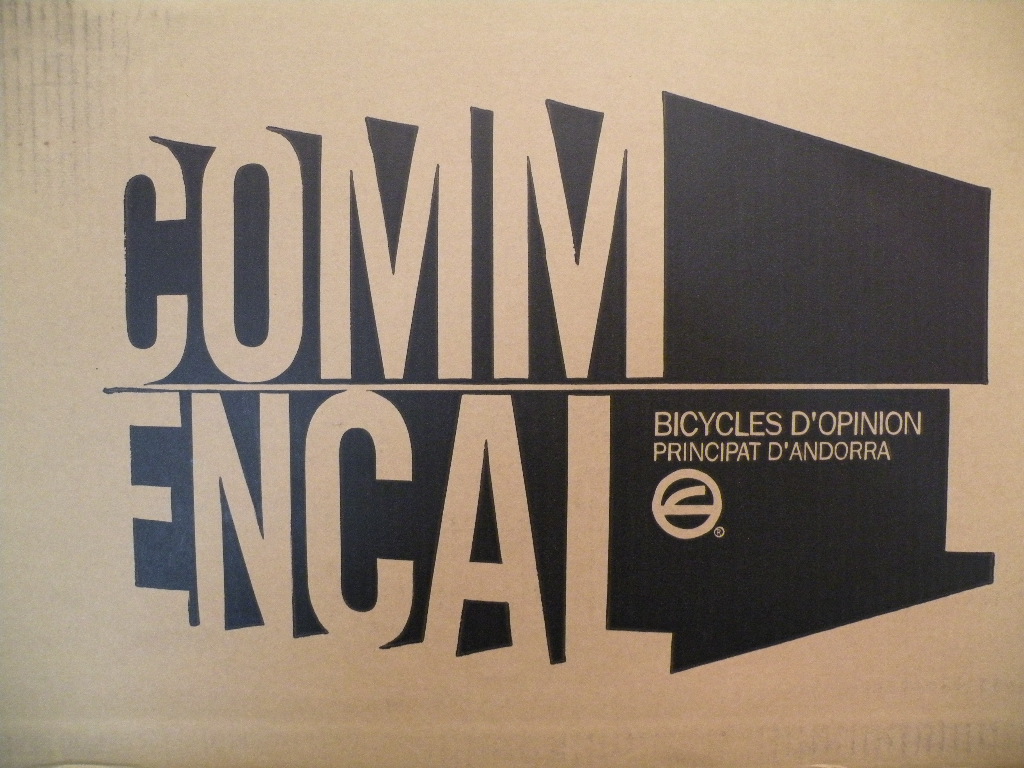 COMM
ENCAL
BICYCLES D'OPINION
PRINCIPAT D'ANDORRA
®